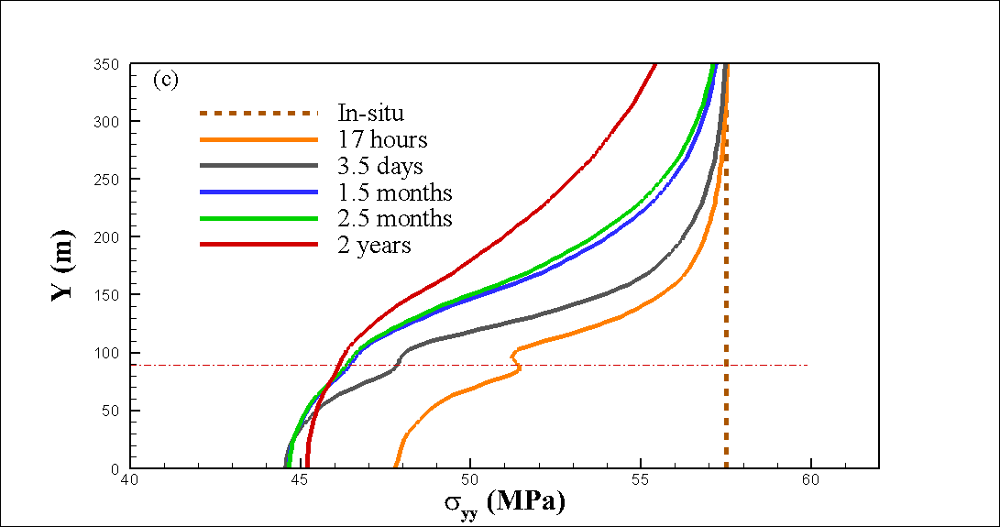 (c)
In-situ
17 hours
3.5 days
1.5 months
2.5 months
2 years
350
300
250
200
150
100
50
0
Y (m)
40 45 50 55 60
σyy (MPa)